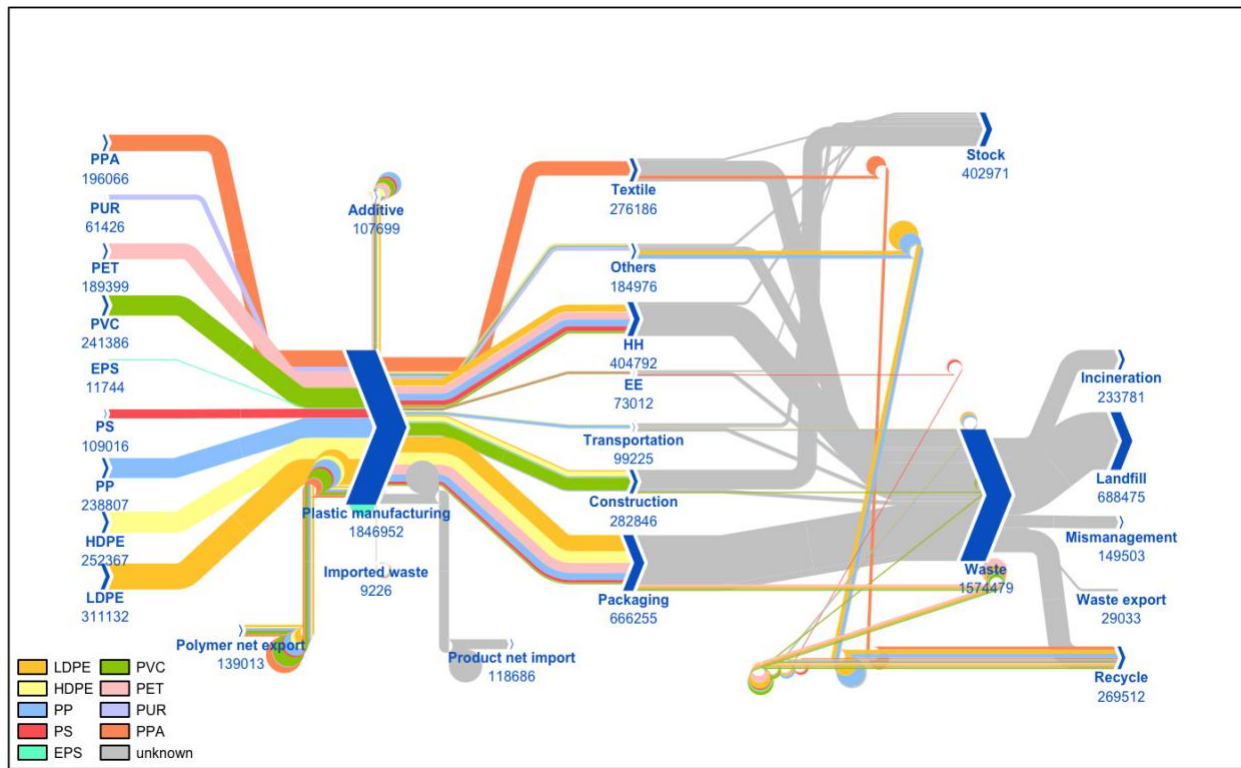 PPA
196066
PUR
61426
PET
189399
PVC
241386
EPS
11744
PS
109016
PP
238807
HDPE
252367
LDPE
311132
Additive
107699
Plastic manufacturing
1846952
Imported waste
9226
Polymer net export
139013
Product net import
118686
Textile
276186
Others
184976
HH
404792
EE
73012
Transportation
99225
Construction
282846
Packaging
666255
Stock
402971
Waste
1574479
Incineration
233781
Landfill
688475
Mismanagement
149503
Waste export
29033
Recycle
269512
LDPE
HDPE
PP
PS
EPS
PVC
PET
PUR
PPA
unknown